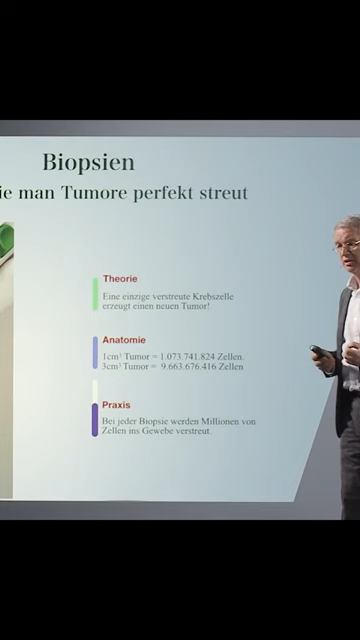 Biopsien
ie man Tumore perfekt streut
Theorie
Eine einzige verstreute Krebszelle
erzeugt einen neuen Tumor!
Anatomie
1cm³ Tumor = 1.073.741.824 Zellen.
3cm³ Tumor = 9.663.676.416 Zellen
Praxis
Bei jeder Biopsie werden Millionen von
Zellen ins Gewebe verstreut.